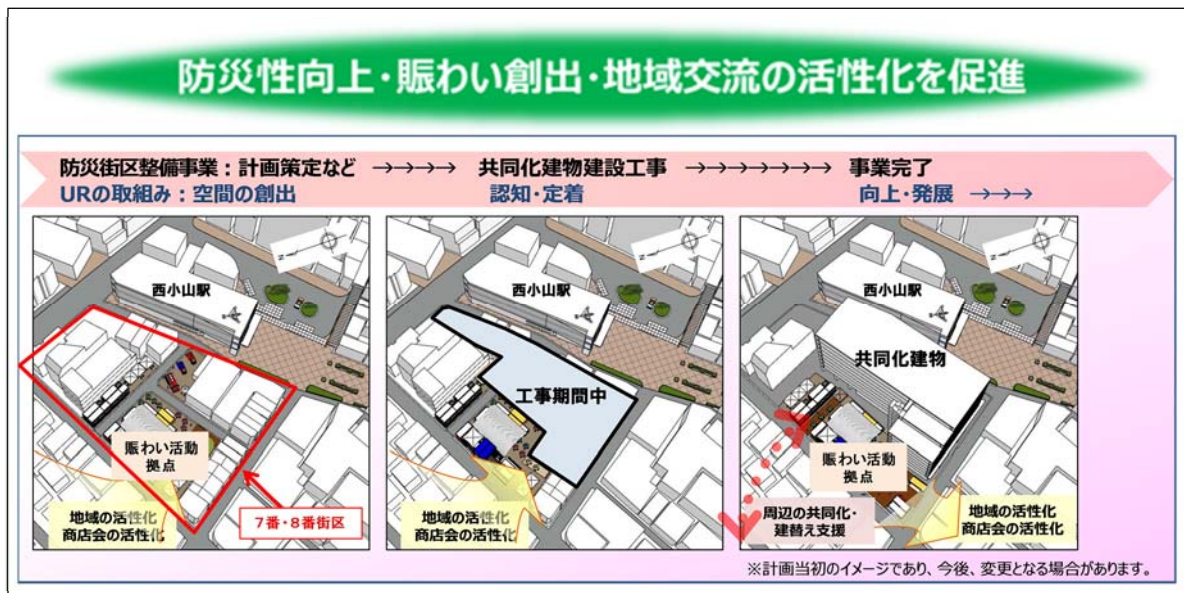 防災性向上・賑わい創出・地域交流の活性化を促進
防災街区整備事業：計画策定など →→→→ 共同化建物建設工事 →→→→→→→ 事業完了
URの取組み：空間の創出 認知・定着 向上・発展 →→→
西小山駅
賑わい活動
拠点
地域の活性化
商店会の活性化
7番・8番街区
西小山駅
工事期間中
地域の活性化
商店会の活性化
西小山駅
共同化建物
賑わい活動
拠点
周辺の共同化・
建替え支援
地域の活性化
商店会の活性化
※計画当初のイメージであり、今後、変更となる場合があります。